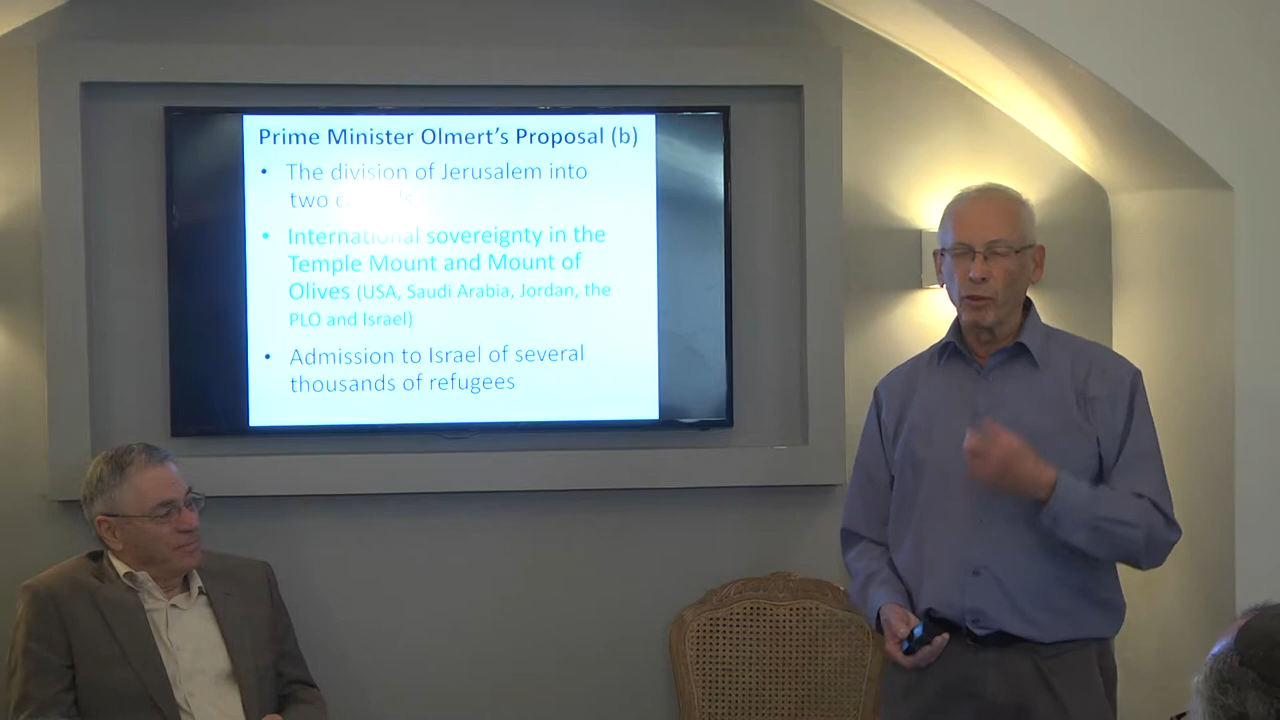 Prime Minister Olmert's Proposal (b)
• The division of Jerusalem into
two
• International sovereignty in the
Temple Mount and Mount of
Olives (USA, Saudi Arabia, Jordan, the
PLO and Israel)
• Admission to Israel of several
thousands of refugees